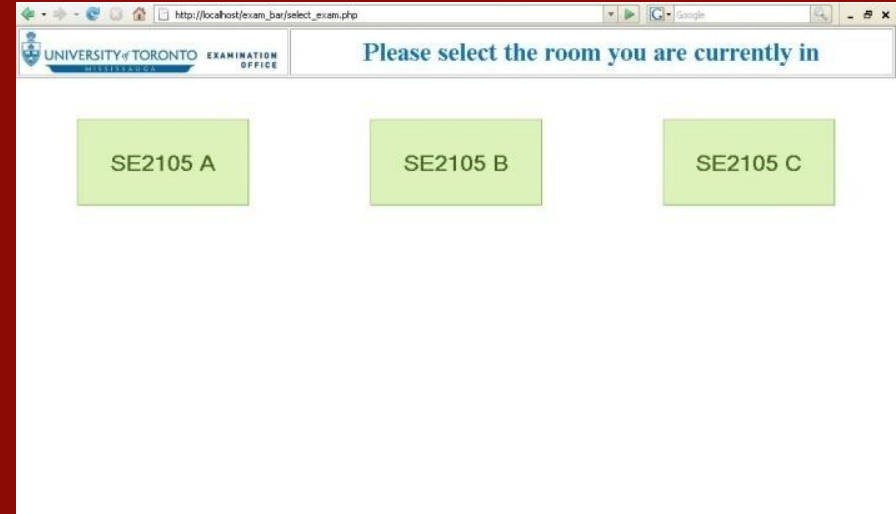 http://localhost/exam_bar/select_exam.php
Google
UNIVERSITY OF TORONTO
MISSISSAUGA
EXAMINATION
OFFICE
Please select the room you are currently in
SE2105 A
SE2105 B
SE2105 C